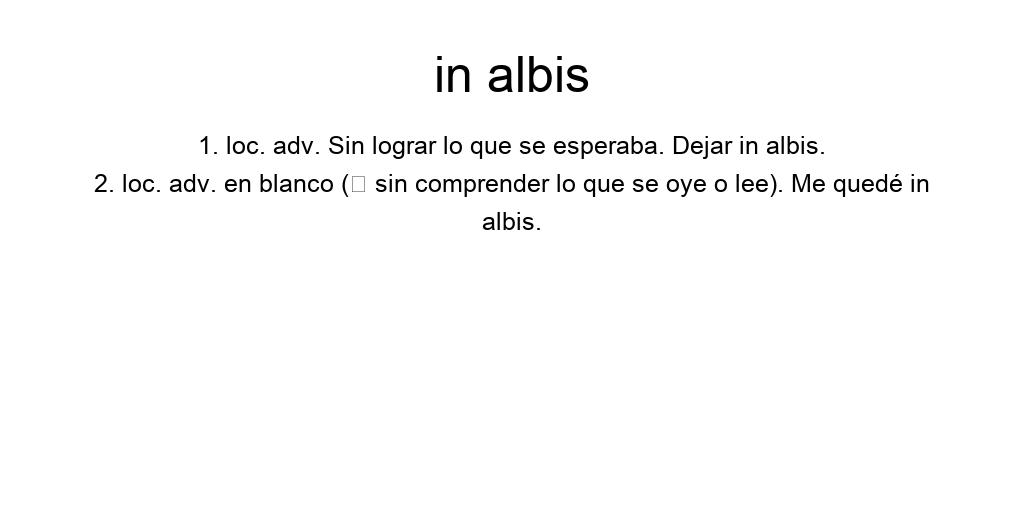 in albis
1. loc. adv. Sin lograr lo que se esperaba. Dejar in albis.
2. loc. adv. en blanco (□ sin comprender lo que se oye o lee). Me quedé in
albis.